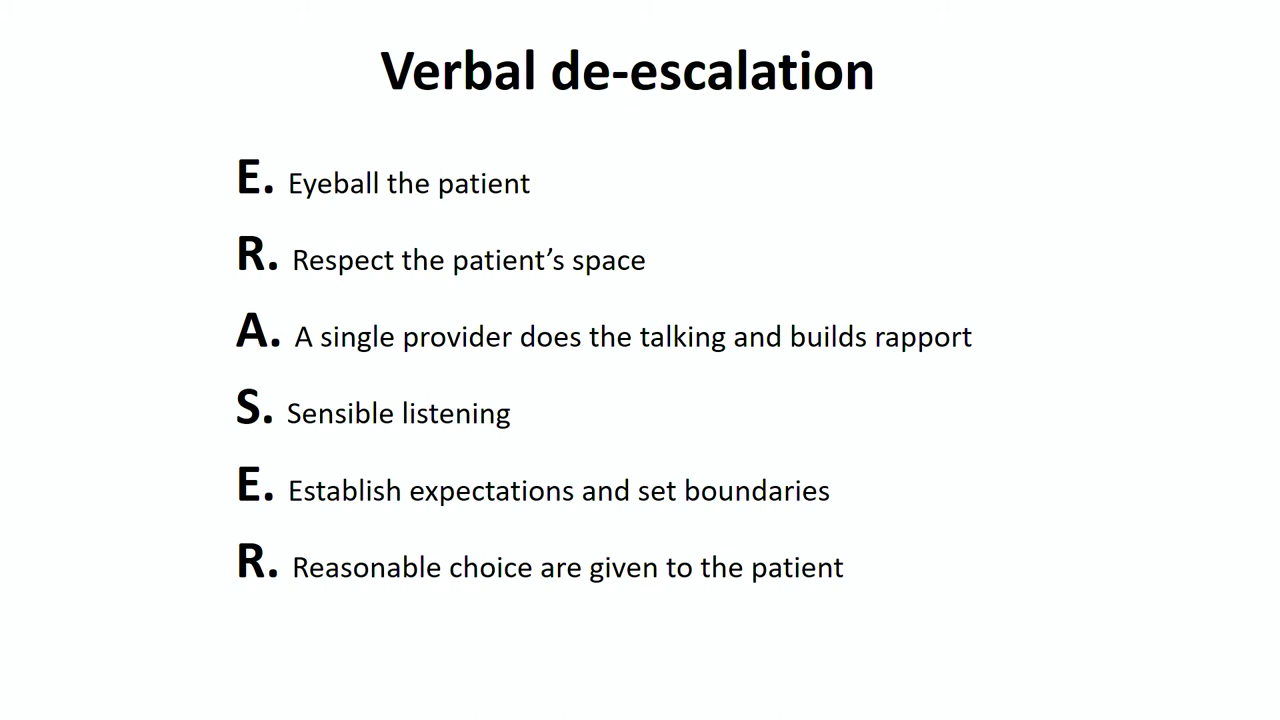 Verbal de-escalation
E. Eyeball the patient
R. Respect the patient’s space
A. A single provider does the talking and builds rapport
S. Sensible listening
E. Establish expectations and set boundaries
R. Reasonable choice are given to the patient